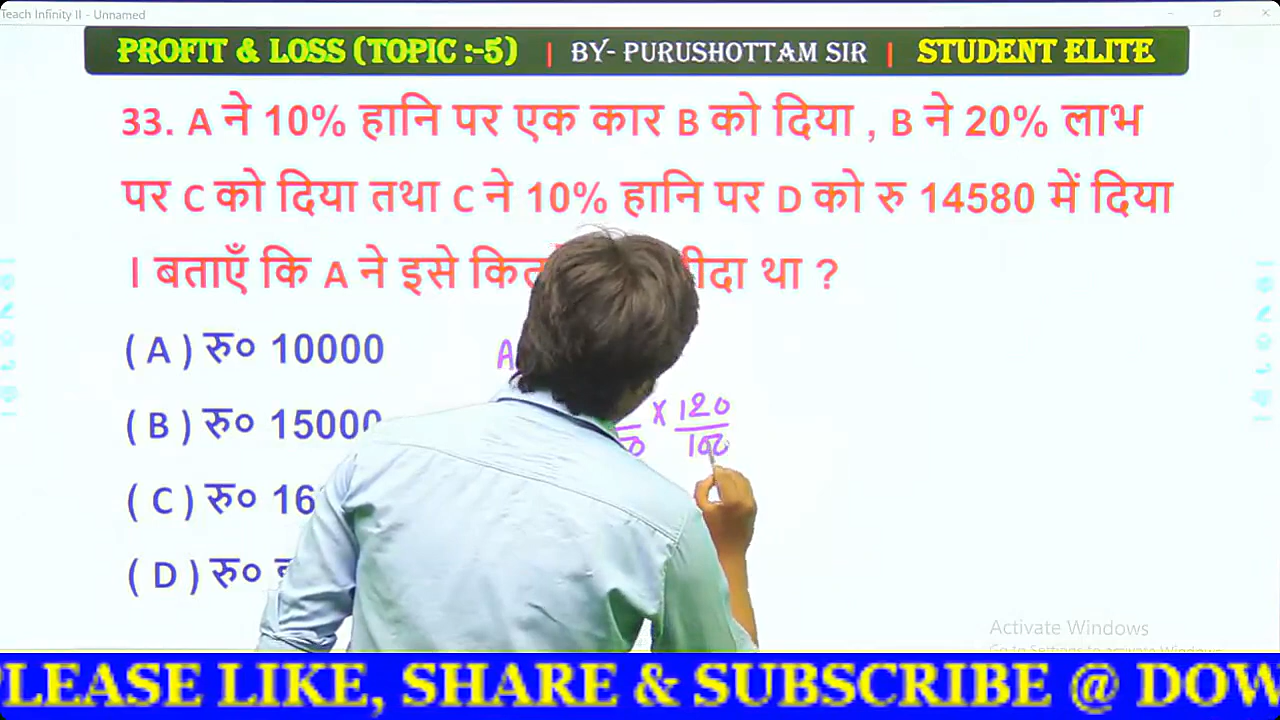 Teach Infinity II - Unnamed
PROFIT & LOSS (TOPIC :-5) | BY- PURUSHOTTAM SIR | STUDENT ELITE
33. A ने 10% हानि पर एक कार B को दिया , B ने 20% लाभ
पर C को दिया तथा C ने 10% हानि पर D को रु 14580 में दिया
। बताएँ कि A ने इसे था ?
( A ) रु० 10000
A
( B ) रु० 15000
× 120
100
( C ) रु० 16
( D ) रु०
Activate Windows
PLEASE LIKE, SHARE & SUBSCRIBE @ DOW